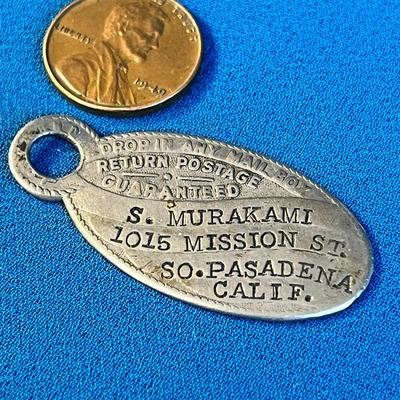 LIBERTY
1940
DROP IN ANY MAIL BOX
RETURN POSTAGE
GUARANTEED
S. MURAKAMI
1015 MISSION ST.
SO. PASADENA
CALIF.